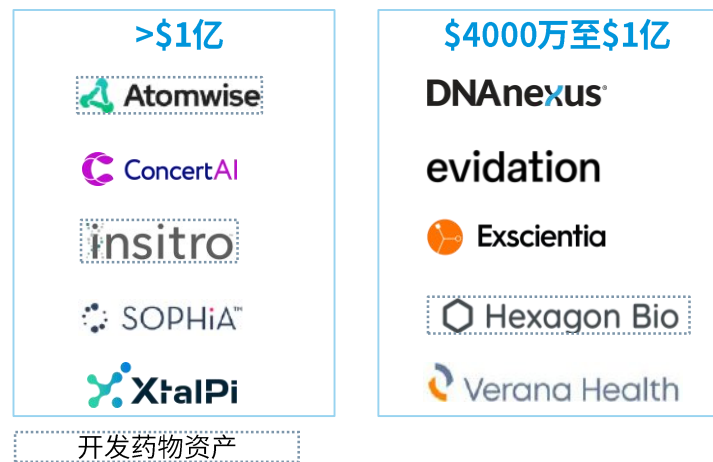 >$1亿
Atomwise
ConcertAI
insitro
SOPHiA™
XtalPi
$4000万至$1亿
DNAnexus®
evidation
Exscientia
Hexagon Bio
Verana Health
开发药物资产